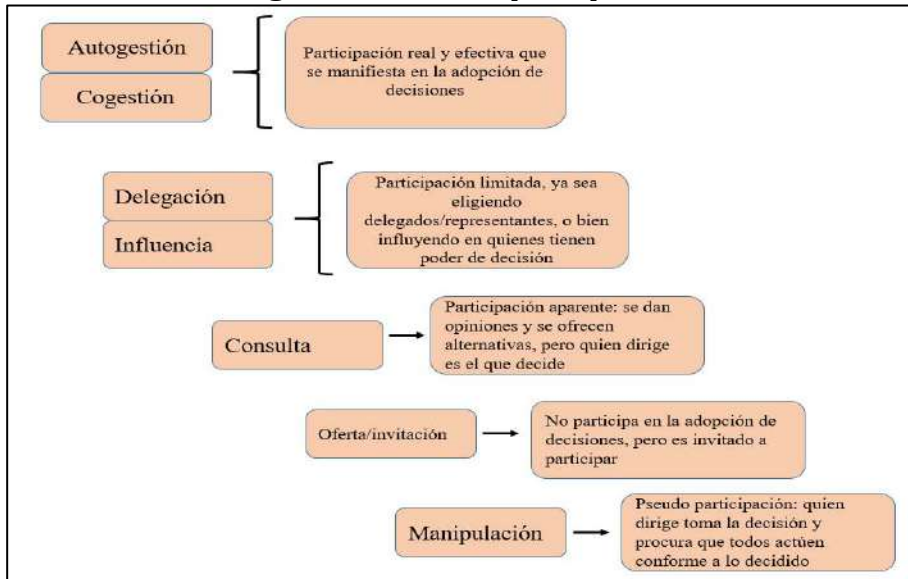 Autogestión
Cogestión
Participación real y efectiva que
se manifiesta en la adopción de
decisiones
Delegación
Influencia
Participación limitada, ya sea
eligiendo
delegados/representantes, o bien
influyendo en quienes tienen
poder de decisión
Consulta
Participación aparente: se dan
opiniones y se ofrecen
alternativas, pero quien dirige
es el que decide
Oferta/invitación
No participa en la adopción de
decisiones, pero es invitado a
participar
Manipulación
Pseudo participación: quien
dirige toma la decisión y
procura que todos actúen
conforme a lo decidido